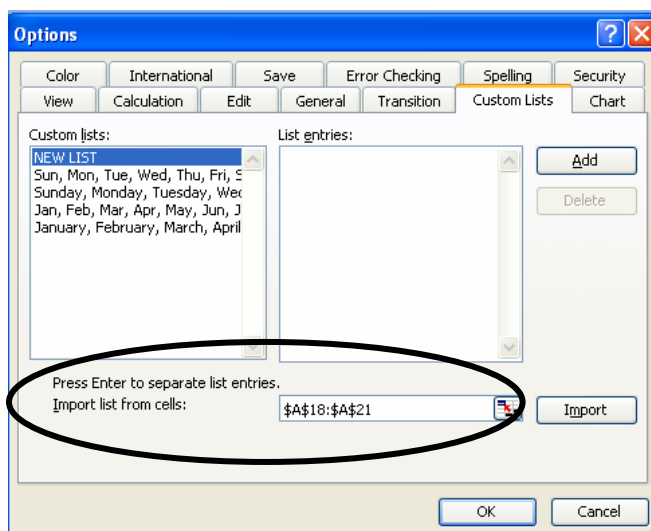 Options
Color International Save Error Checking Spelling Security
View Calculation Edit General Transition Custom Lists Chart
Custom lists: List entries:
NEW LIST Add
Sun, Mon, Tue, Wed, Thu, Fri, S
Sunday, Monday, Tuesday, Wed
Jan, Feb, Mar, Apr, May, Jun, J Delete
January, February, March, April
Press Enter to separate list entries.
Import list from cells: $A$18:$A$21 Import
OK Cancel